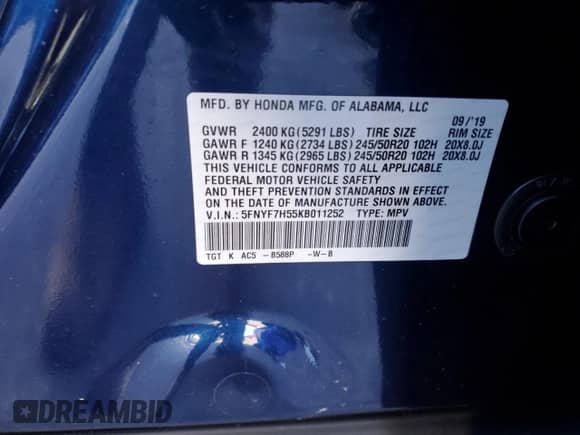 MFD. BY HONDA MFG. OF ALABAMA, LLC
09/'19
GVWR 2400 KG (5291 LBS) TIRE SIZE RIM SIZE
GAWR F 1240 KG (2734 LBS) 245/50R20 102H 20X8.0J
GAWR R 1345 KG (2965 LBS) 245/50R20 102H 20X8.0J
THIS VEHICLE CONFORMS TO ALL APPLICABLE
FEDERAL MOTOR VEHICLE SAFETY
AND THEFT PREVENTION STANDARDS IN EFFECT
ON THE DATE OF MANUFACTURE SHOWN ABOVE.
V.I.N.: 5FNYF7H55KB011252 TYPE: MPV
TGT K AC5 -B588P -W-B
DREAMBID